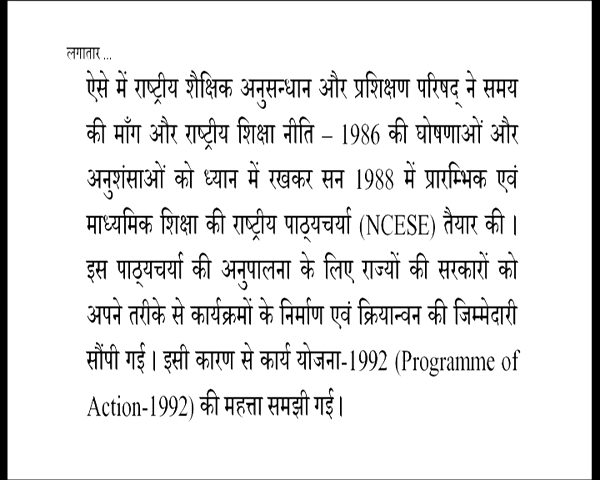 लगातार ...
ऐसे में राष्ट्रीय शैक्षिक अनुसन्धान और प्रशिक्षण परिषद् ने समय
की माँग और राष्ट्रीय शिक्षा नीति – 1986 की घोषणाओं और
अनुशंसाओं को ध्यान में रखकर सन 1988 में प्रारम्भिक एवं
माध्यमिक शिक्षा की राष्ट्रीय पाठ्यचर्या (NCESE) तैयार की ।
इस पाठ्यचर्या की अनुपालना के लिए राज्यों की सरकारों को
अपने तरीके से कार्यक्रमों के निर्माण एवं क्रियान्वन की जिम्मेदारी
सौंपी गई । इसी कारण से कार्य योजना-1992 (Programme of
Action-1992) की महत्ता समझी गई ।